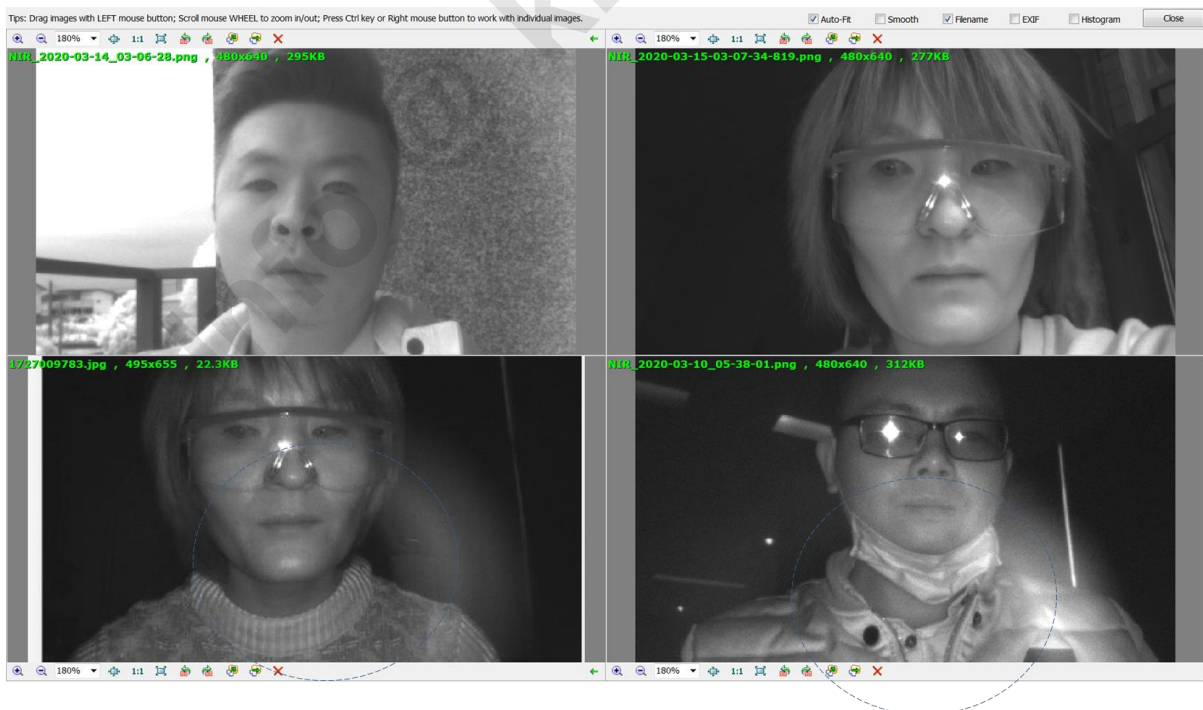 Tips: Drag images with LEFT mouse button; Scroll mouse WHEEL to zoom in/out; Press Ctrl key or Right mouse button to work with individual images.
Auto-Fit Smooth Filename EXIF Histogram Close
180% 1:1
180% 1:1
NIR_2020-03-14_03-06-28.png , 480x640 , 295KB
NIR_2020-03-15-03-07-34-819.png , 480x640 , 277KB
1727009783.jpg , 495x655 , 22.3KB
NIR_2020-03-10_05-38-01.png , 480x640 , 312KB
180% 1:1
180% 1:1